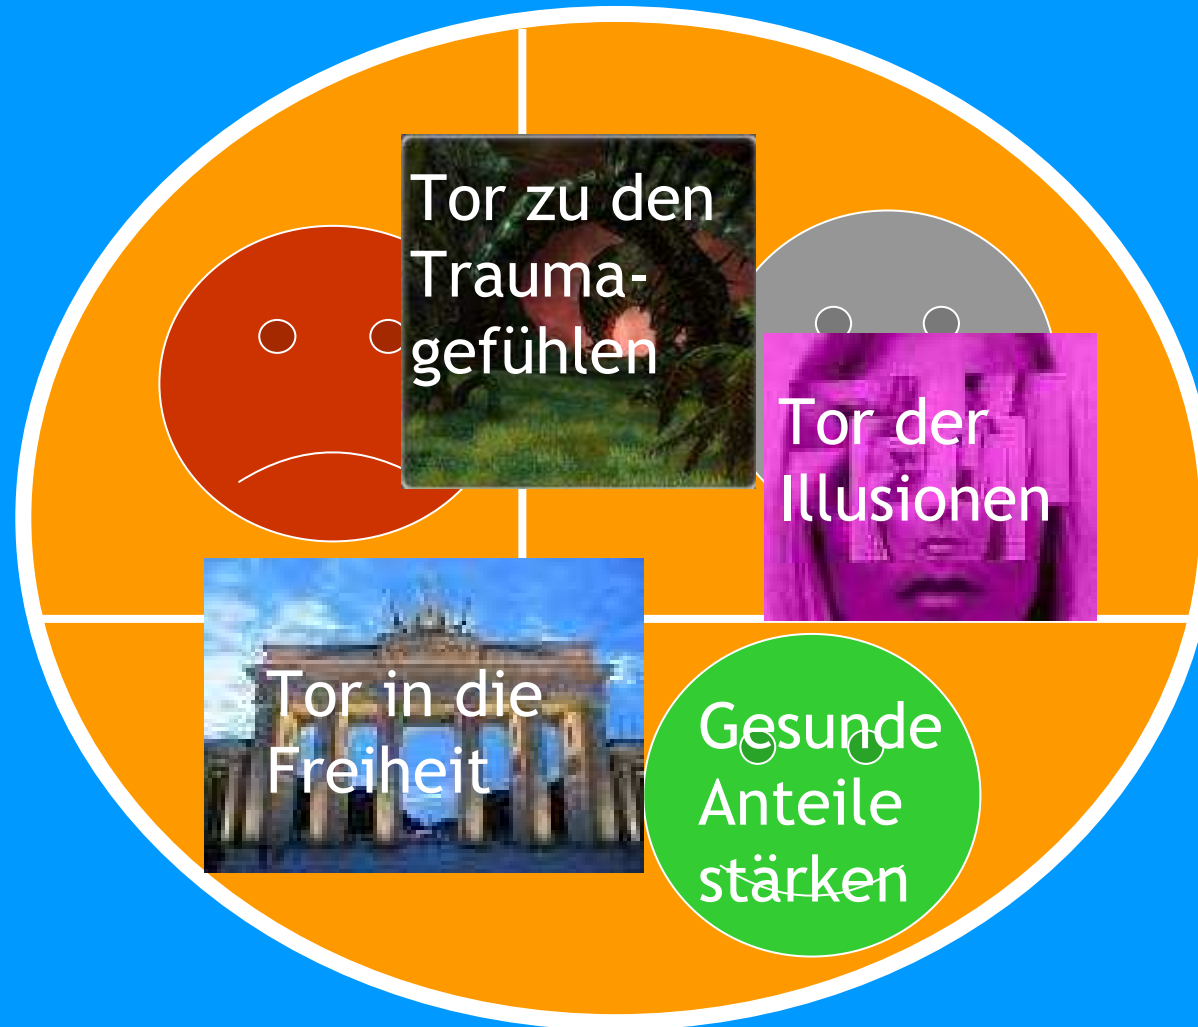 Tor zu den
Trauma-
gefühlen
Tor der
Illusionen
Tor in die
Freiheit
Gesunde
Anteile
stärken